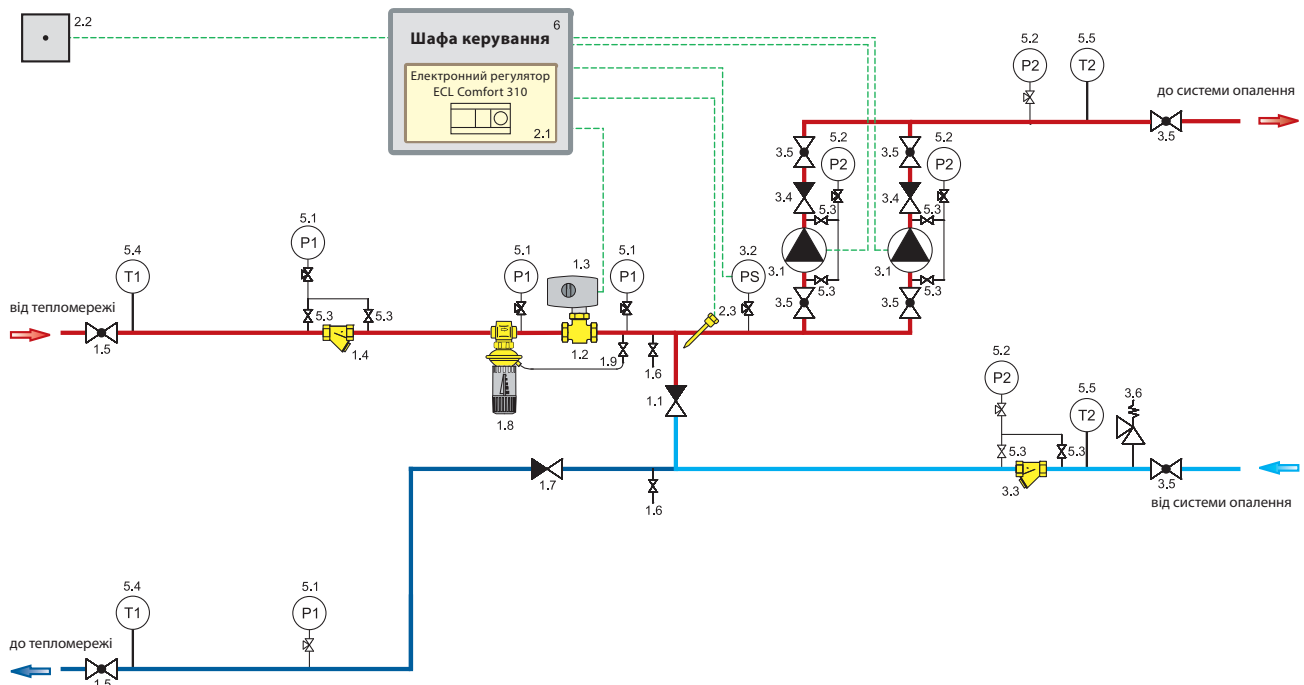 2.2
6
Шафа керування
Електронний регулятор
ECL Comfort 310
2.1
5.2
P2
5.5
T2
до системи опалення
3.5
3.5
5.2
P2
3.5
5.2
P2
3.4
5.3
3.4
5.3
3.1
5.3
3.1
5.3
3.5
3.5
5.1
P1
5.4
T1
5.1
P1
1.3
5.1
P1
3.2
PS
2.3
від тепломережі
1.5
5.3
5.3
1.4
1.2
1.9
1.6
1.8
1.1
5.2
P2
5.5
T2
3.6
5.3
5.3
3.3
3.5
від системи опалення
1.7
1.6
5.4
T1
5.1
P1
до тепломережі
1.5